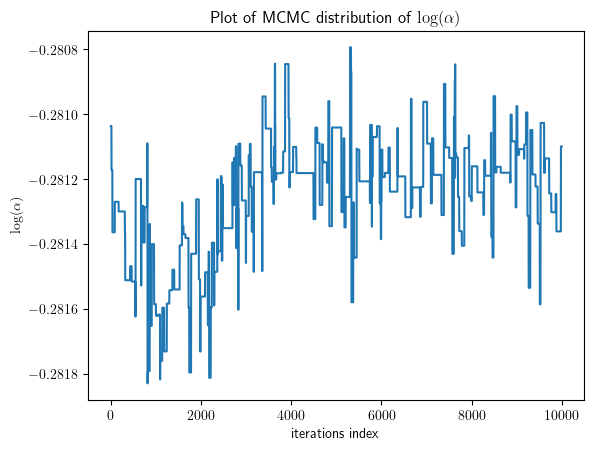 Plot of MCMC distribution of log(α)
−0.2808
−0.2810
−0.2812
−0.2814
−0.2816
−0.2818
log(α)
0 2000 4000 6000 8000 10000
iterations index